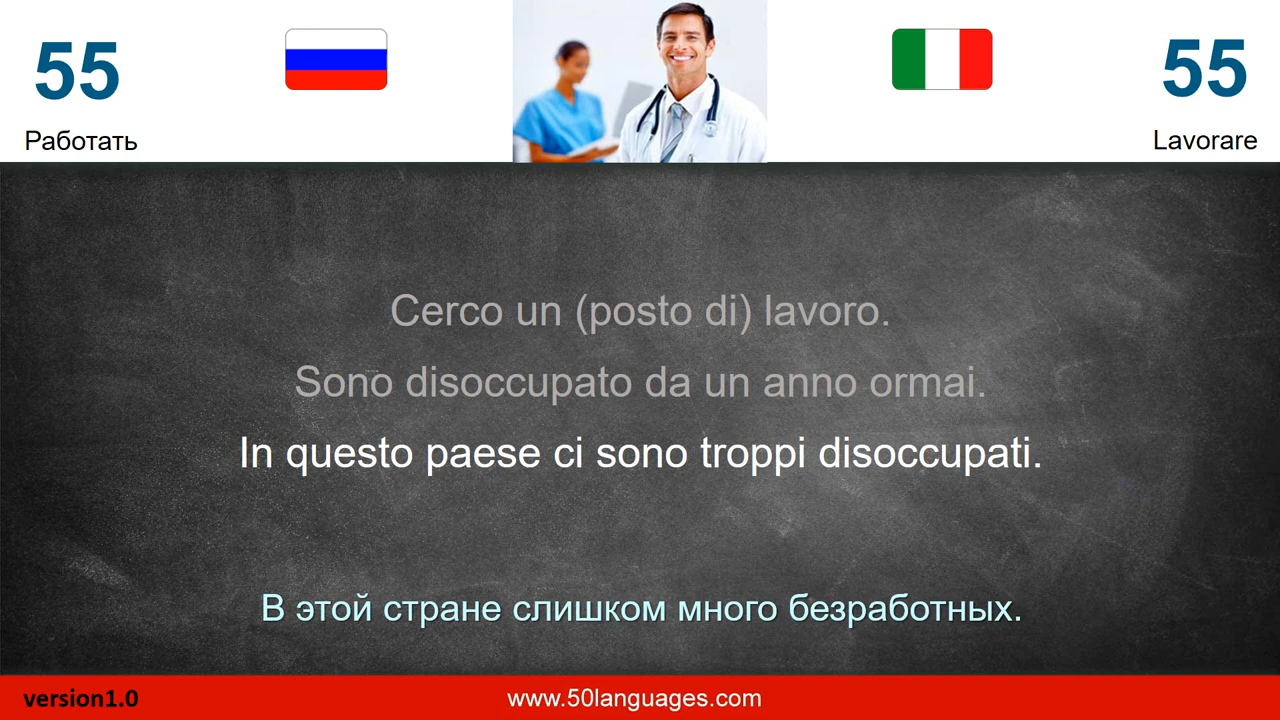 55
55
Работать
Lavorare
Cerco un (posto di) lavoro.
Sono disoccupato da un anno ormai.
In questo paese ci sono troppi disoccupati.
В этой стране слишком много безработных.
version1.0
www.50languages.com